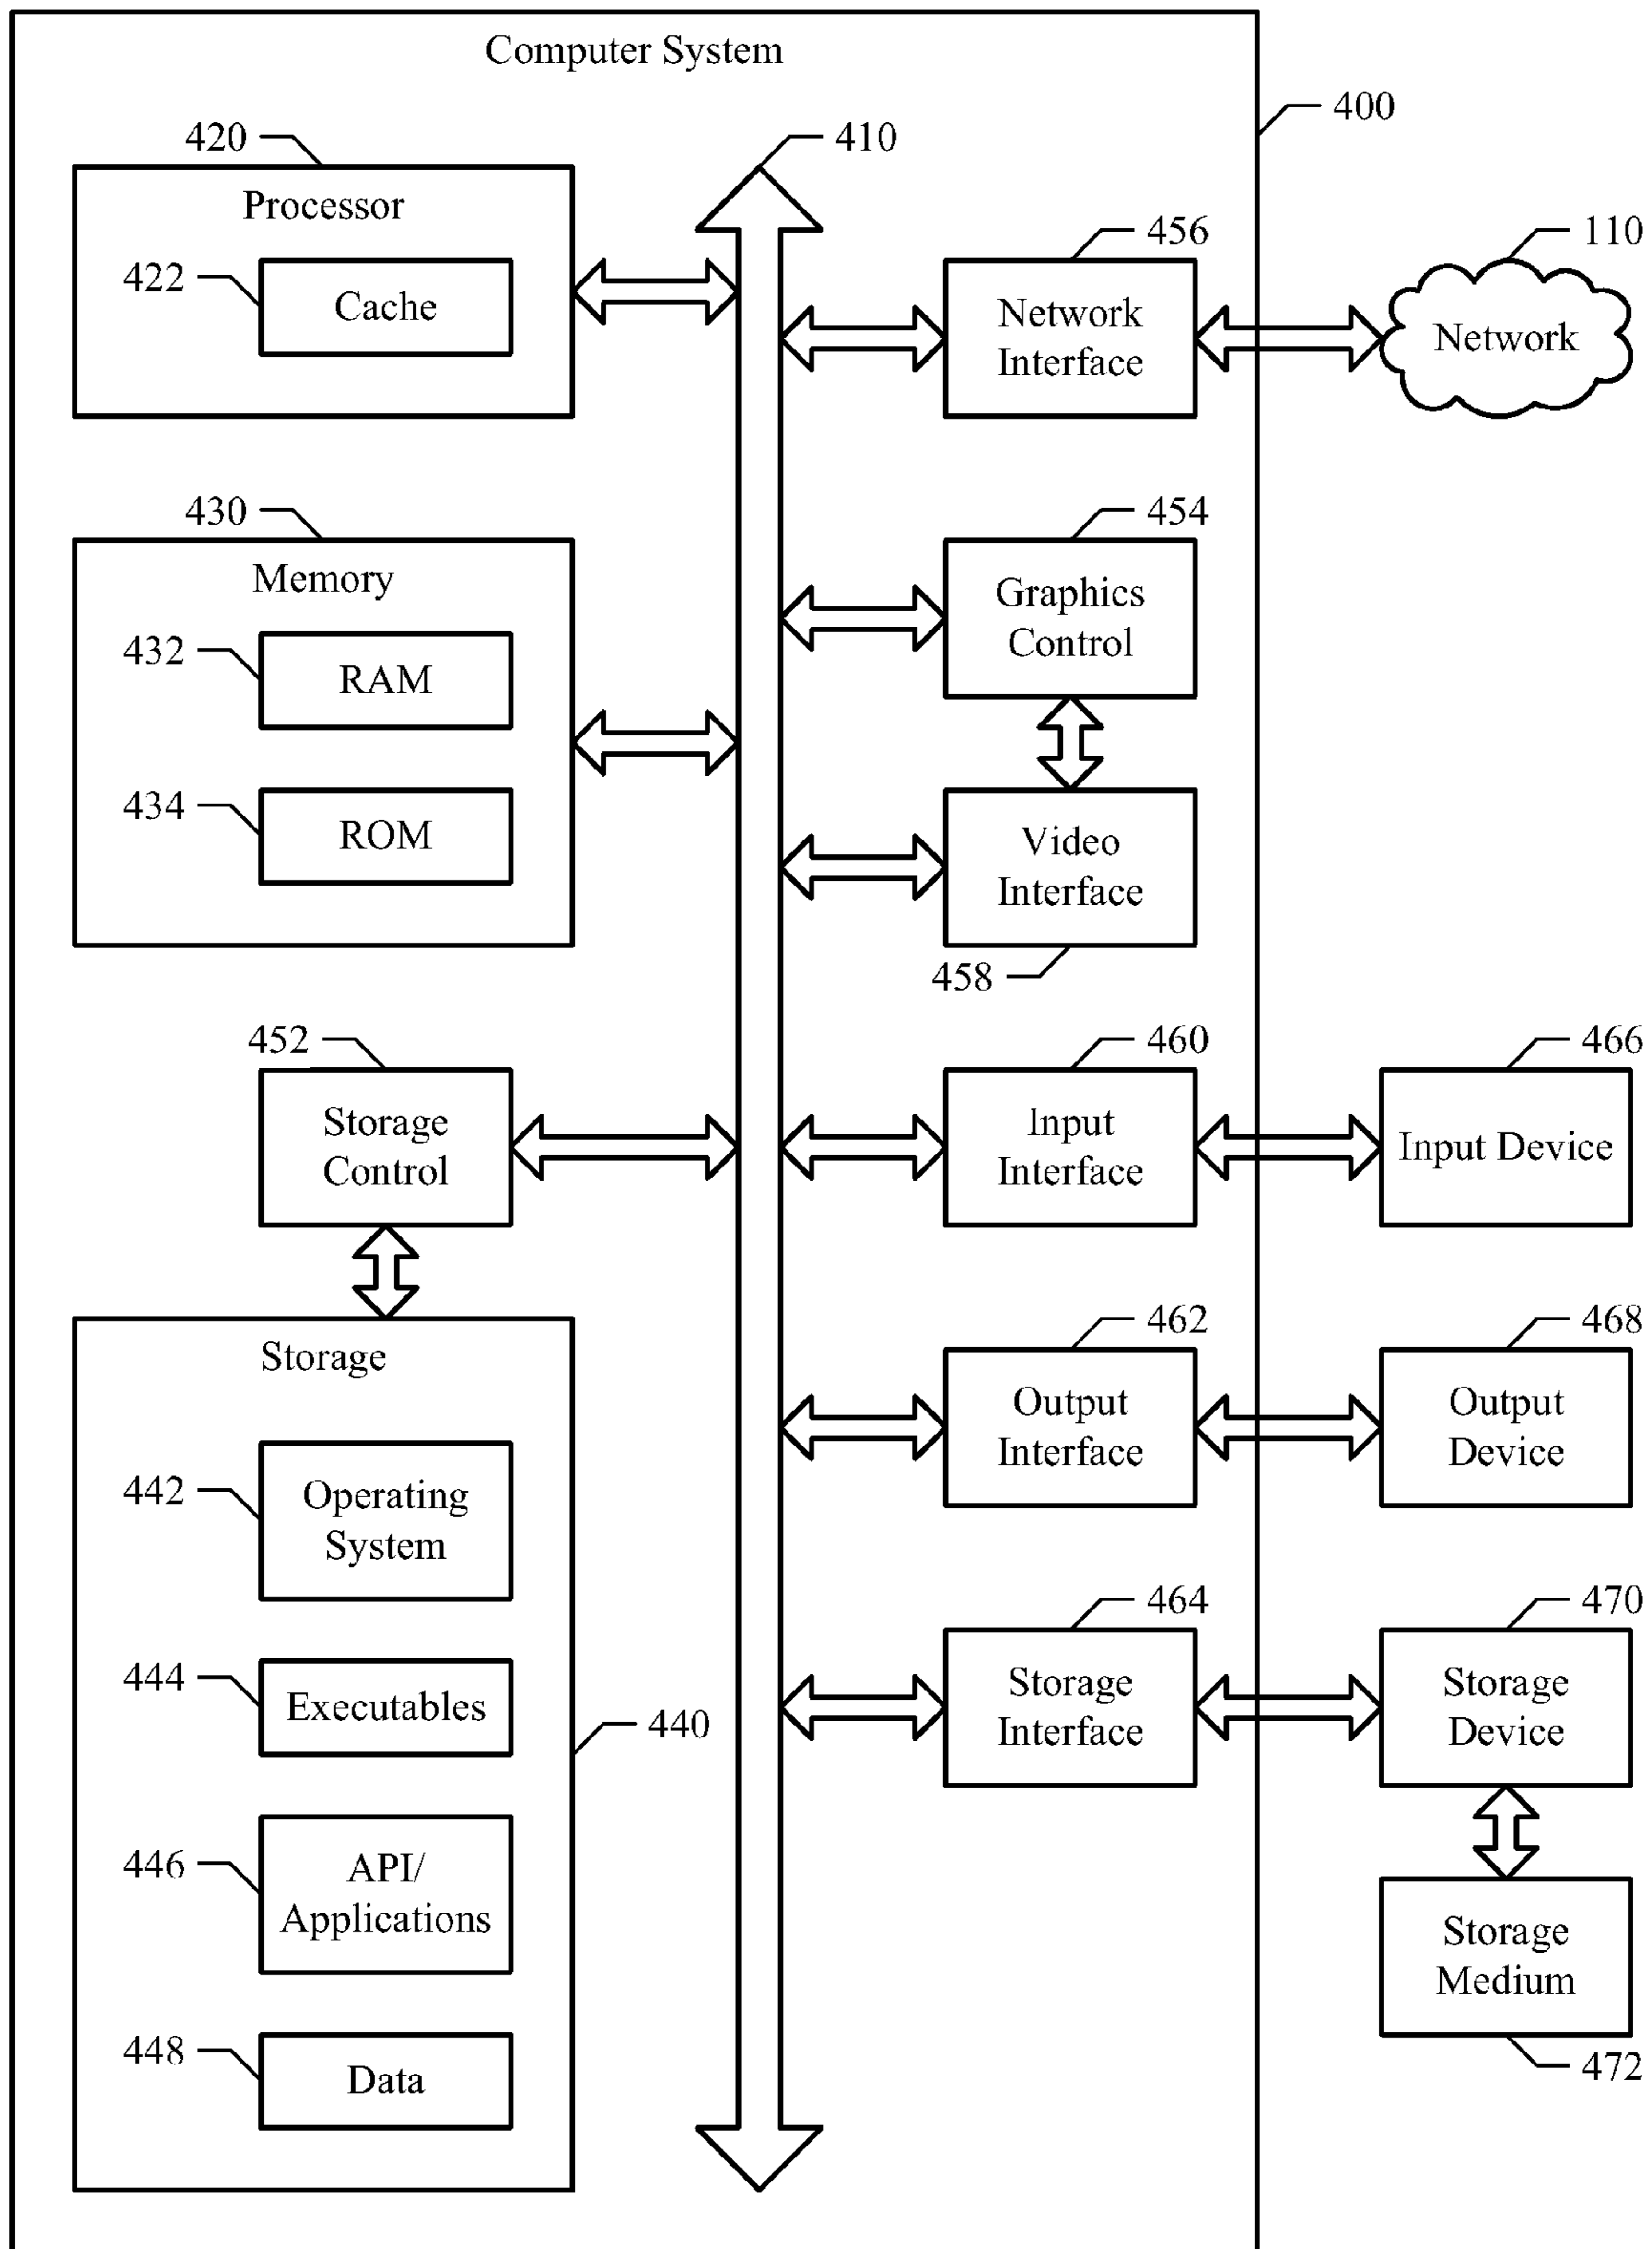 Computer System
400
420
410
Processor
456
110
422
Cache
Network
Interface
Network
430
454
Memory
Graphics
Control
432
RAM
434
ROM
Video
Interface
458
452
460
466
Storage
Control
Input
Interface
Input Device
462
468
Storage
Output
Interface
Output
Device
442
Operating
System
464
470
444
Executables
Storage
Interface
Storage
Device
440
446
API/
Applications
Storage
Medium
448
Data
472